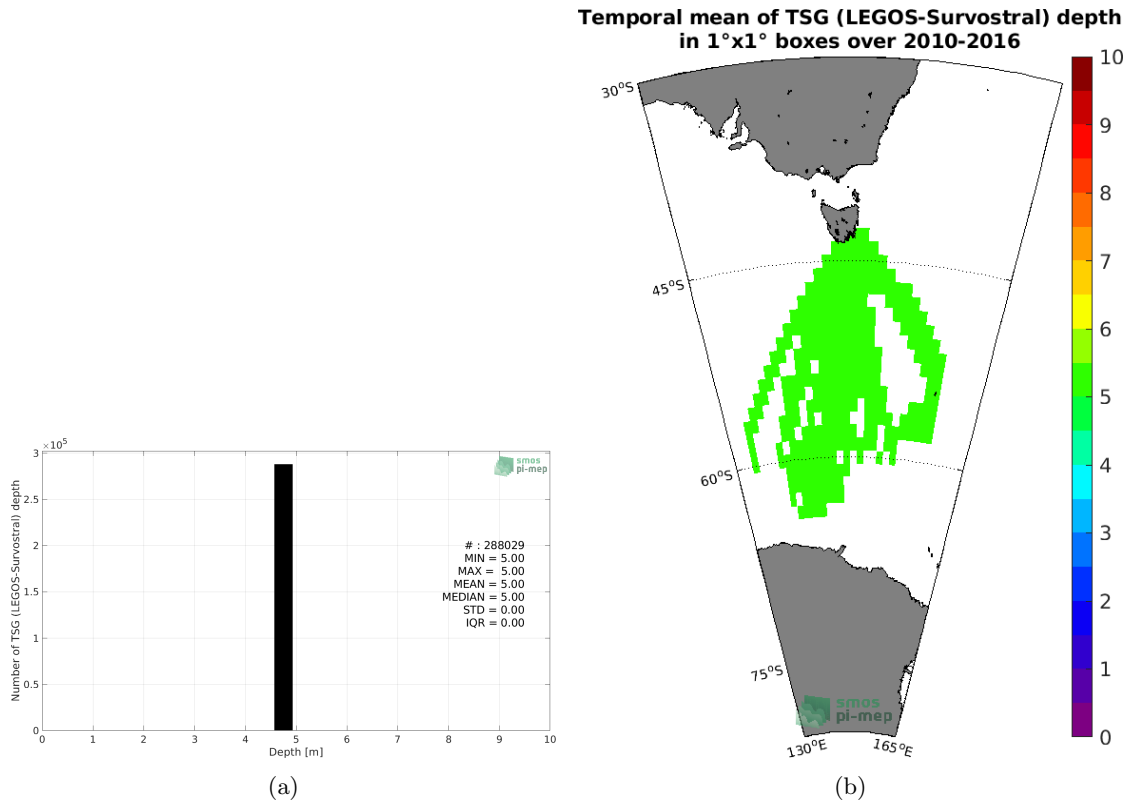 ×10⁵
3
2.5
2
1.5
1
0.5
0
Number of TSG (LEGOS-Survostral) depth
smos
pi-mep
# : 288029
MIN = 5.00
MAX = 5.00
MEAN = 5.00
MEDIAN = 5.00
STD = 0.00
IQR = 0.00
0 1 2 3 4 5 6 7 8 9 10
Depth [m]
(a)
Temporal mean of TSG (LEGOS-Survostral) depth
in 1°x1° boxes over 2010-2016
30°S
45°S
60°S
75°S
130°E 165°E
smos
pi-mep
10
9
8
7
6
5
4
3
2
1
0
(b)